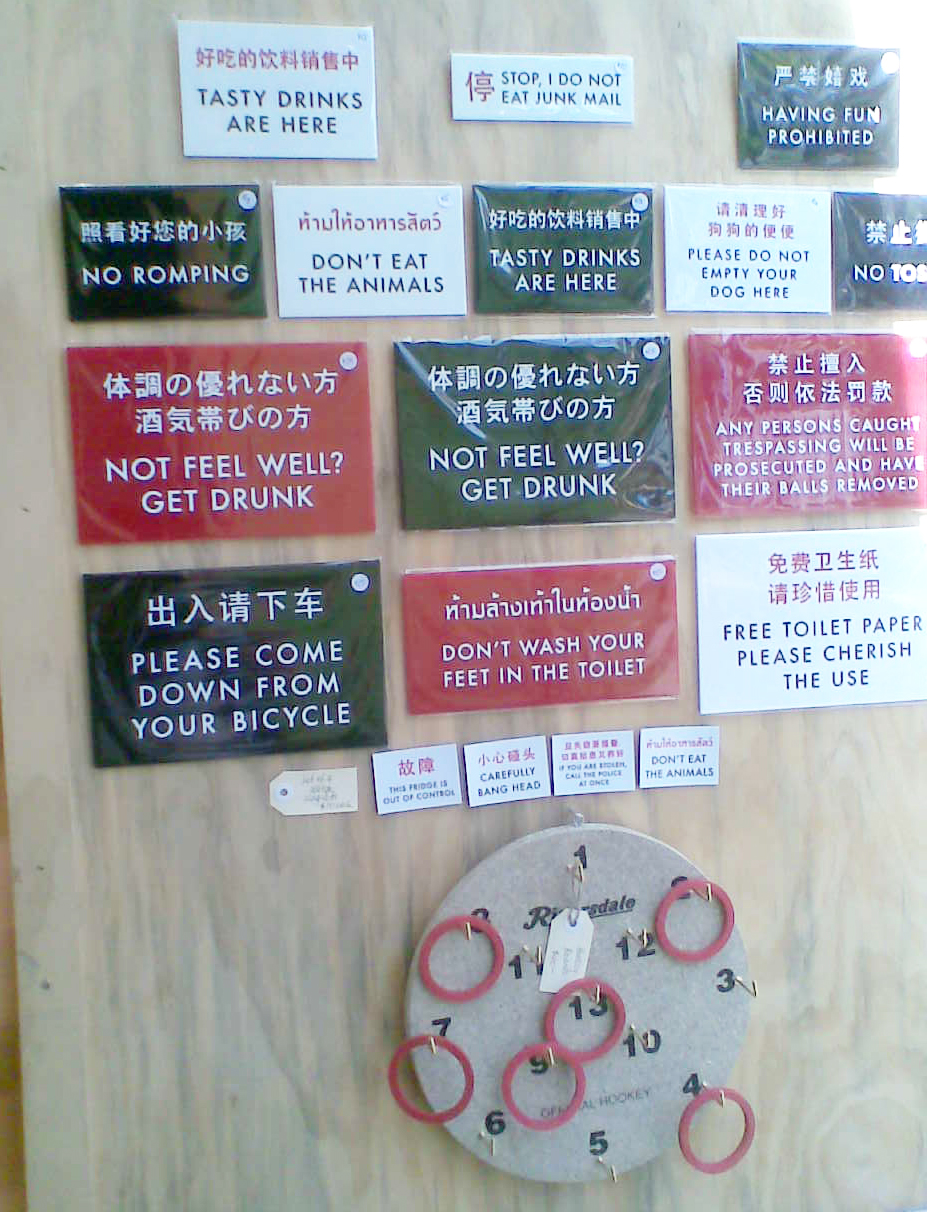 好吃的饮料销售中
TASTY DRINKS
ARE HERE
停 STOP, I DO NOT
EAT JUNK MAIL
严禁嬉戏
HAVING FUN
PROHIBITED
照看好您的小孩
NO ROMPING
ห้ามให้อาหารสัตว์
DON'T EAT
THE ANIMALS
好吃的饮料销售中
TASTY DRINKS
ARE HERE
请清理好
狗狗的便便
PLEASE DO NOT
EMPTY YOUR
DOG HERE
禁止
NO
体調の優れない方
酒気帯びの方
NOT FEEL WELL?
GET DRUNK
体調の優れない方
酒気帯びの方
NOT FEEL WELL?
GET DRUNK
禁止擅入
否则依法罚款
ANY PERSONS CAUGHT
TRESPASSING WILL BE
PROSECUTED AND HAVE
THEIR BALLS REMOVED
出入请下车
PLEASE COME
DOWN FROM
YOUR BICYCLE
ห้ามล้างเท้าในห้องน้ำ
DON'T WASH YOUR
FEET IN THE TOILET
免费卫生纸
请珍惜使用
FREE TOILET PAPER
PLEASE CHERISH
THE USE
故障
THIS FRIDGE IS
OUT OF CONTROL
小心碰头
CAREFULLY
BANG HEAD
IF YOU ARE STOLEN,
CALL THE POLICE
AT ONCE
ห้ามให้อาหารสัตว์
DON'T EAT
THE ANIMALS
1
Riversdale
12
11
3
13
7
10
9
4
OFFICIAL HOOKEY
6
5